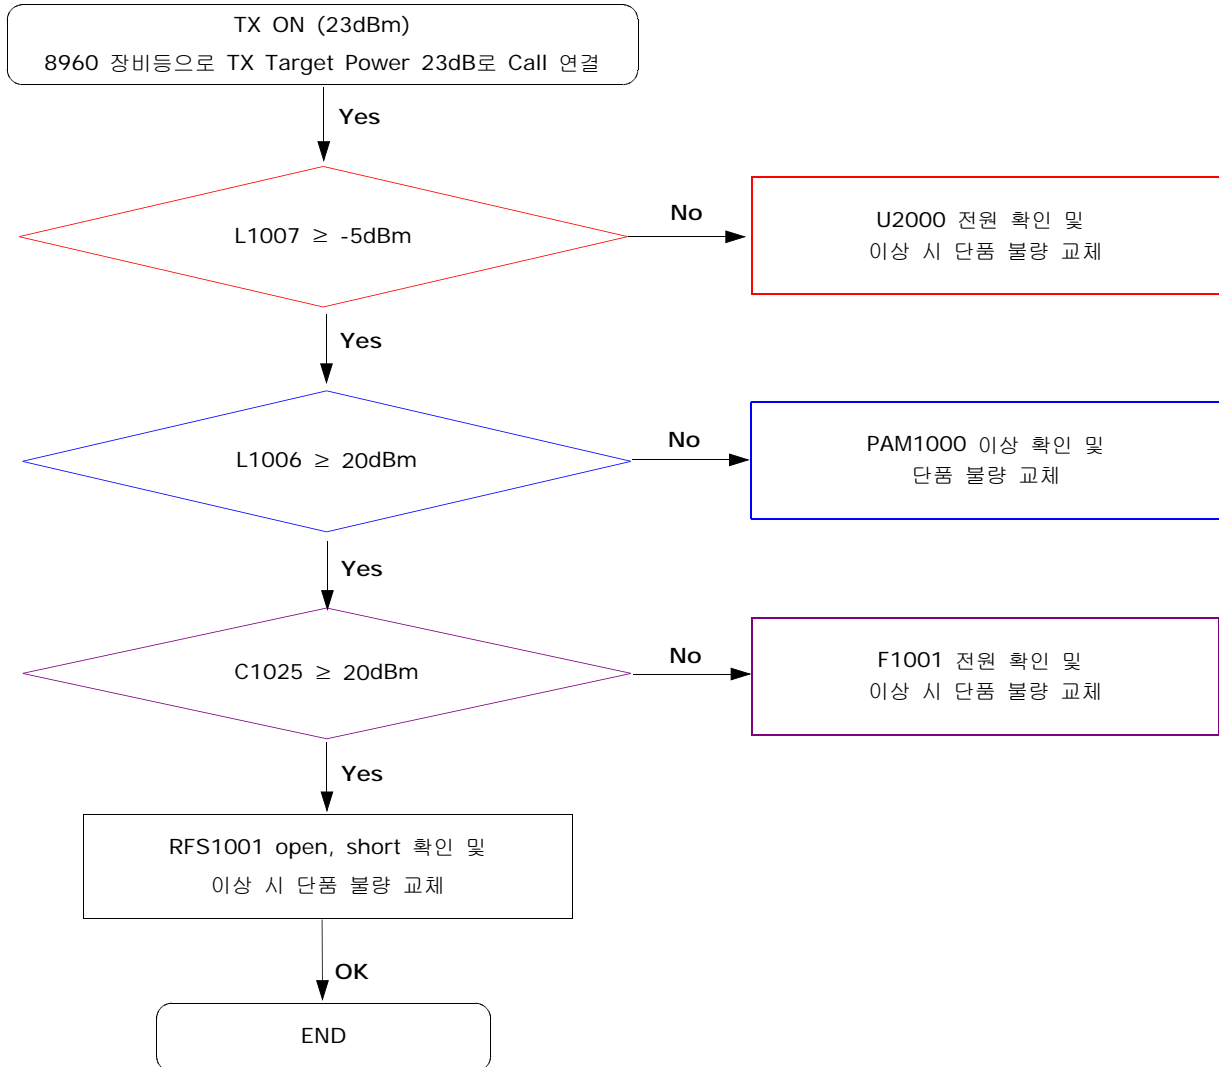 TX ON (23dBm)
8960 장비등으로 TX Target Power 23dB로 Call 연결
Yes
L1007 ≥ -5dBm
No
U2000 전원 확인 및
이상 시 단품 불량 교체
Yes
L1006 ≥ 20dBm
No
PAM1000 이상 확인 및
단품 불량 교체
Yes
C1025 ≥ 20dBm
No
F1001 전원 확인 및
이상 시 단품 불량 교체
Yes
RFS1001 open, short 확인 및
이상 시 단품 불량 교체
OK
END